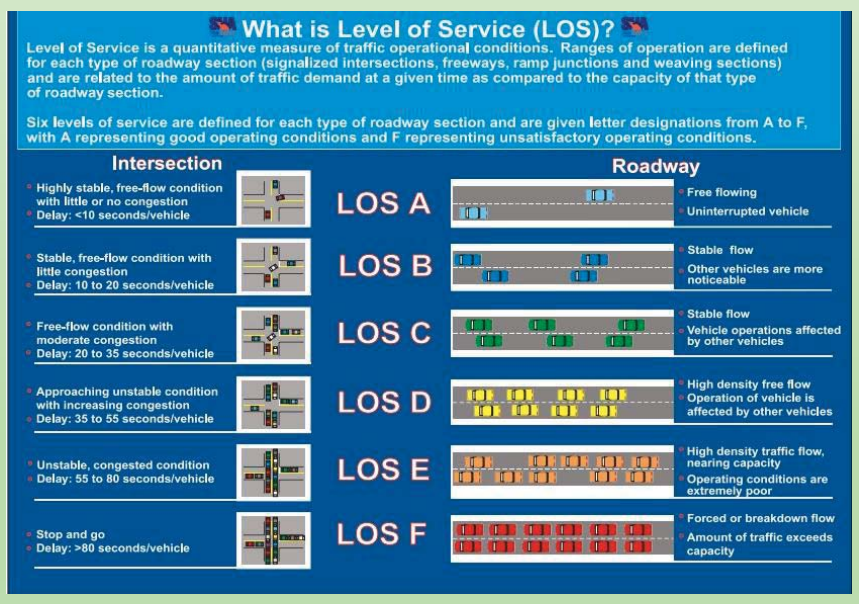 What is Level of Service (LOS)?
Level of Service is a quantitative measure of traffic operational conditions. Ranges of operation are defined
for each type of roadway section (signalized intersections, freeways, ramp junctions and weaving sections)
and are related to the amount of traffic demand at a given time as compared to the capacity of that type
of roadway section.
Six levels of service are defined for each type of roadway section and are given letter designations from A to F,
with A representing good operating conditions and F representing unsatisfactory operating conditions.
Intersection
Roadway
Highly stable, free-flow condition
with little or no congestion
Delay: <10 seconds/vehicle
LOS A
Free flowing
Uninterrupted vehicle
Stable, free-flow condition with
little congestion
Delay: 10 to 20 seconds/vehicle
LOS B
Stable flow
Other vehicles are more
noticeable
Free-flow condition with
moderate congestion
Delay: 20 to 35 seconds/vehicle
LOS C
Stable flow
Vehicle operations affected
by other vehicles
Approaching unstable condition
with increasing congestion
Delay: 35 to 55 seconds/vehicle
LOS D
High density free flow
Operation of vehicle is
affected by other vehicles
Unstable, congested condition
Delay: 55 to 80 seconds/vehicle
LOS E
High density traffic flow,
nearing capacity
Operating conditions are
extremely poor
Stop and go
Delay: >80 seconds/vehicle
LOS F
Forced or breakdown flow
Amount of traffic exceeds
capacity